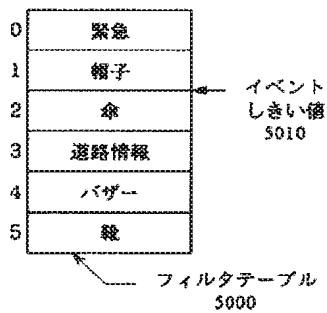 0 緊急
1 帽子
2 傘
3 道路情報
4 バザー
5 靴
イベント
しきい値
5010
フィルタテーブル
5000